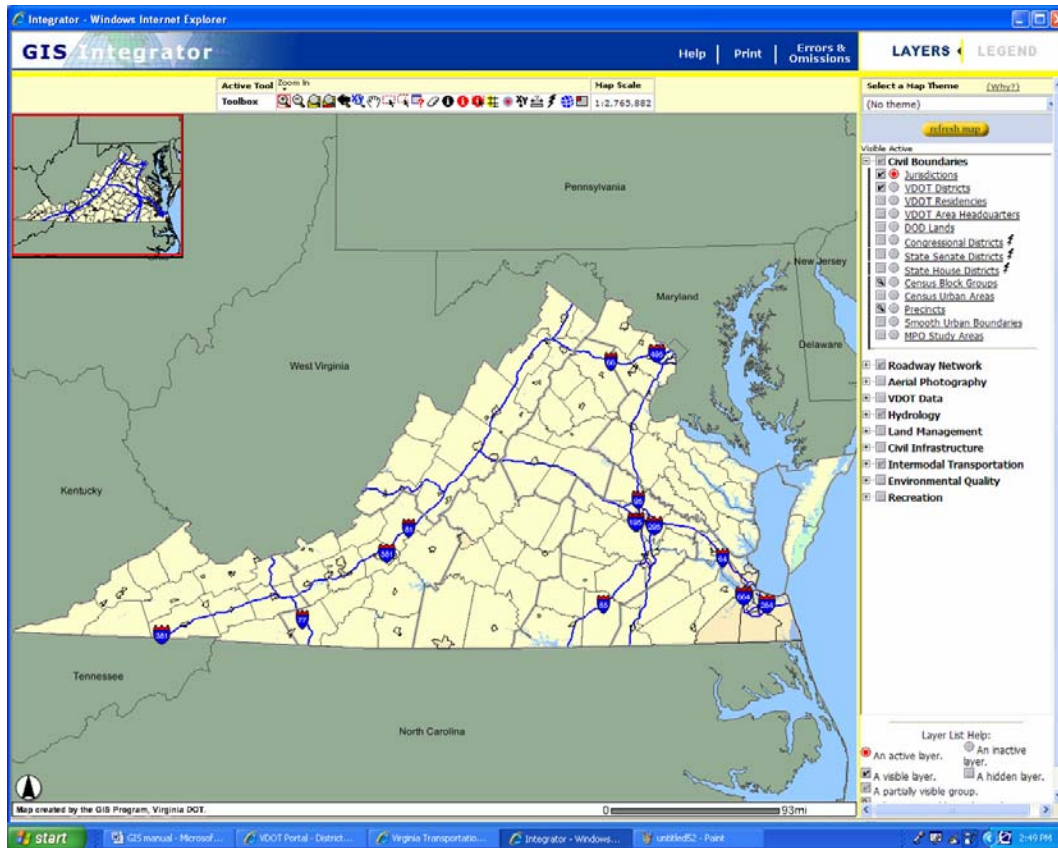 Integrator - Windows Internet Explorer
GIS Integrator
Help | Print | Errors & Omissions
LAYERS LEGEND
Active Tool Zoom In
Map Scale
Toolbox
1:2,765,882
Select a Map Theme (Why?)
(No theme)
refresh map
Visible Active
Civil Boundaries
Jurisdictions
VDOT Districts
VDOT Residencies
VDOT Area Headquarters
DOD Lands
Congressional Districts
State Senate Districts
State House Districts
Census Block Groups
Census Urban Areas
Precincts
Smooth Urban Boundaries
MPO Study Areas
Roadway Network
Aerial Photography
VDOT Data
Hydrology
Land Management
Civil Infrastructure
Intermodal Transportation
Environmental Quality
Recreation
Pennsylvania
New Jersey
Maryland
Delaware
West Virginia
Kentucky
Tennessee
North Carolina
66
495
95
195
295
81
581
64
664
264
85
77
381
Layer List Help:
An active layer.
An inactive layer.
A visible layer.
A hidden layer.
A partially visible group.
Map created by the GIS Program, Virginia DOT.
0 93mi
start
GIS manual - Microsof...
VDOT Portal - District...
Virginia Transportatio...
Integrator - Windows...
untitled52 - Paint
2:49 PM